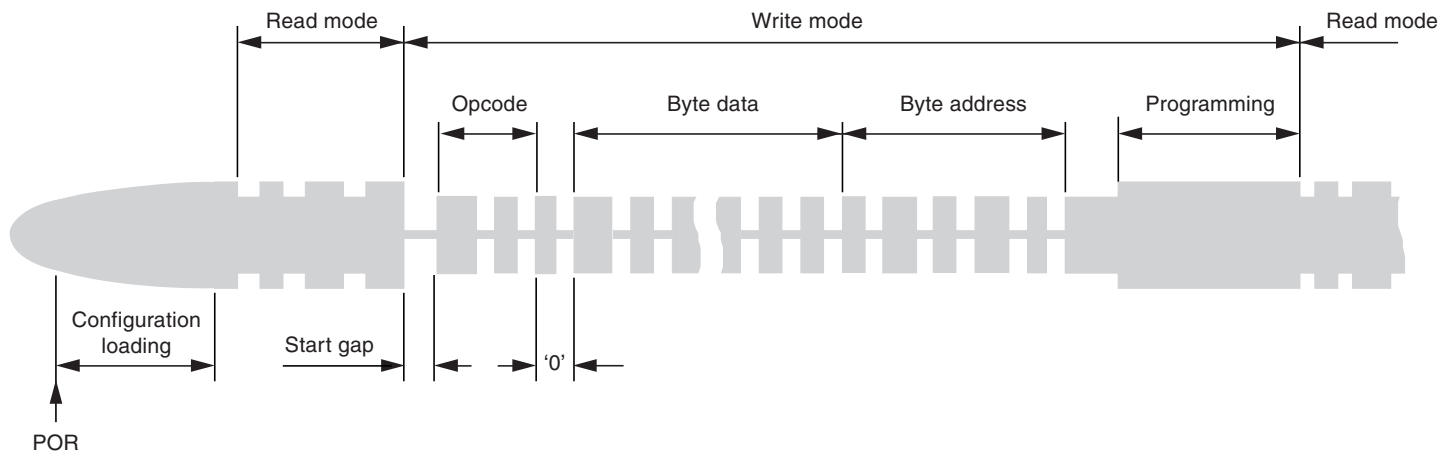 Read mode
Write mode
Read mode
Opcode
Byte data
Byte address
Programming
Configuration
loading
Start gap
‘0’
POR